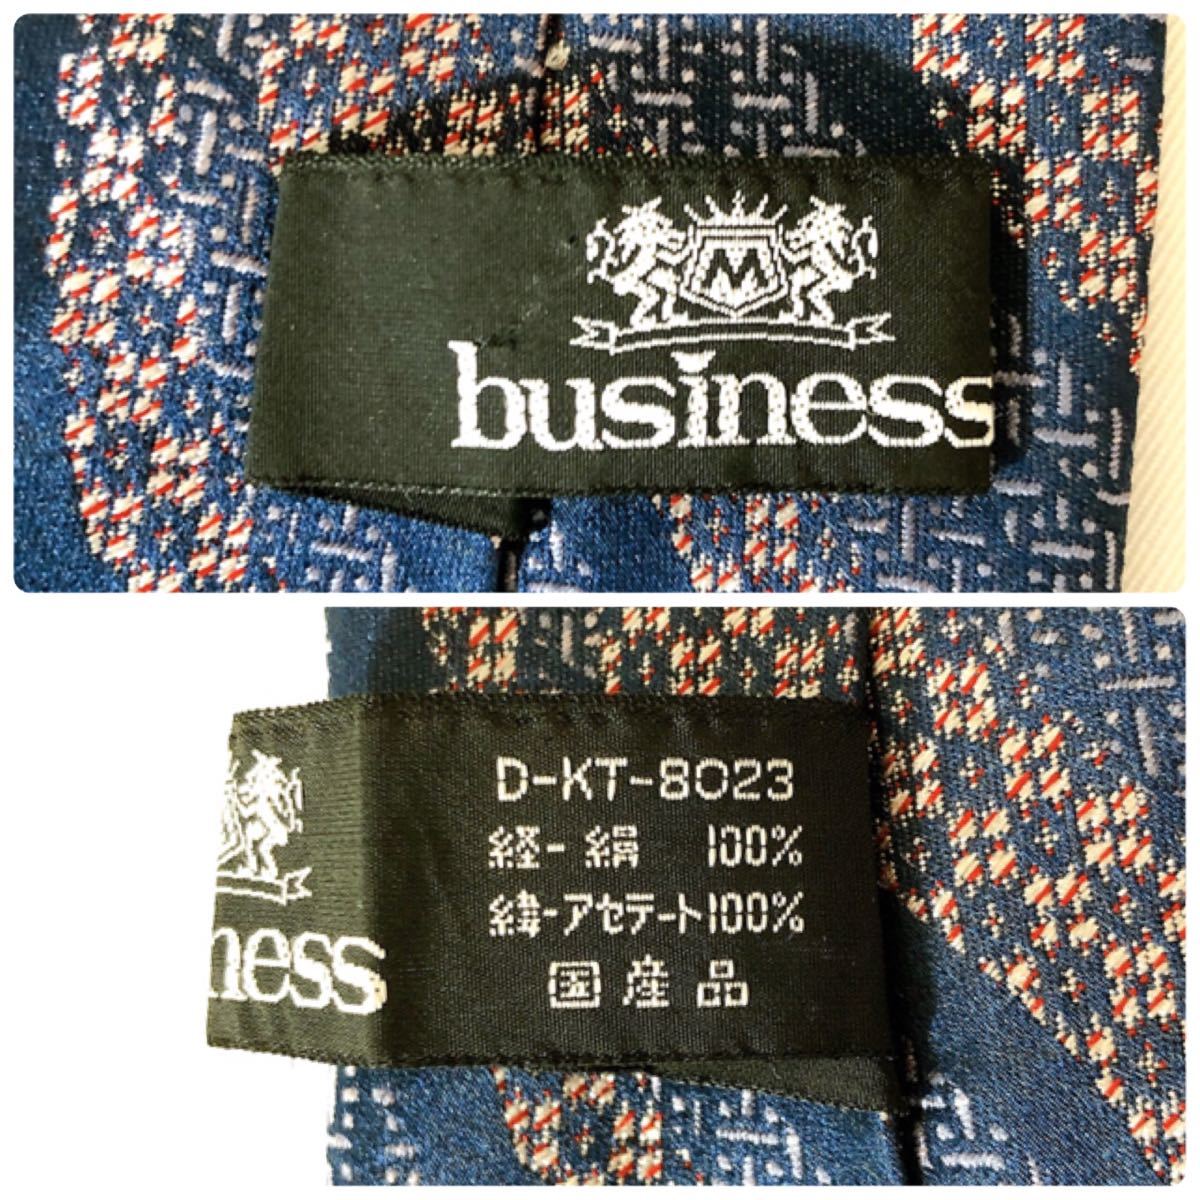 M
business
D-KT-8023
経-絹 100%
緯-アセテート100%
国産品
ness